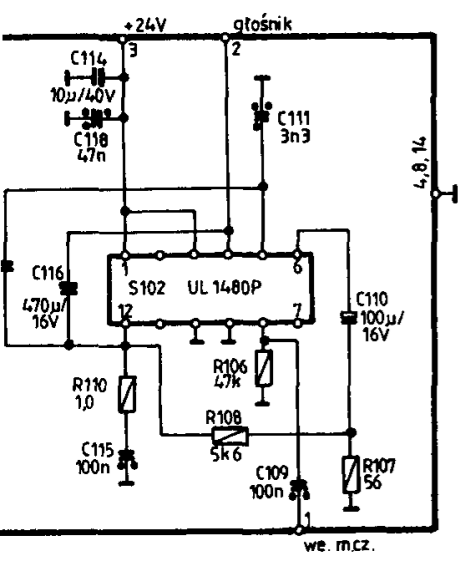 +24V
głośnik
3
2
C114
10µ/40V
C118
47n
C111
3n3
4,8,14
1
6
S102 UL 1480P
C116
470µ/
16V
12
7
C110
100µ/
16V
R110
1,0
R106
47k
R108
5k6
C115
100n
C109
100n
R107
56
1
we. m.cz.